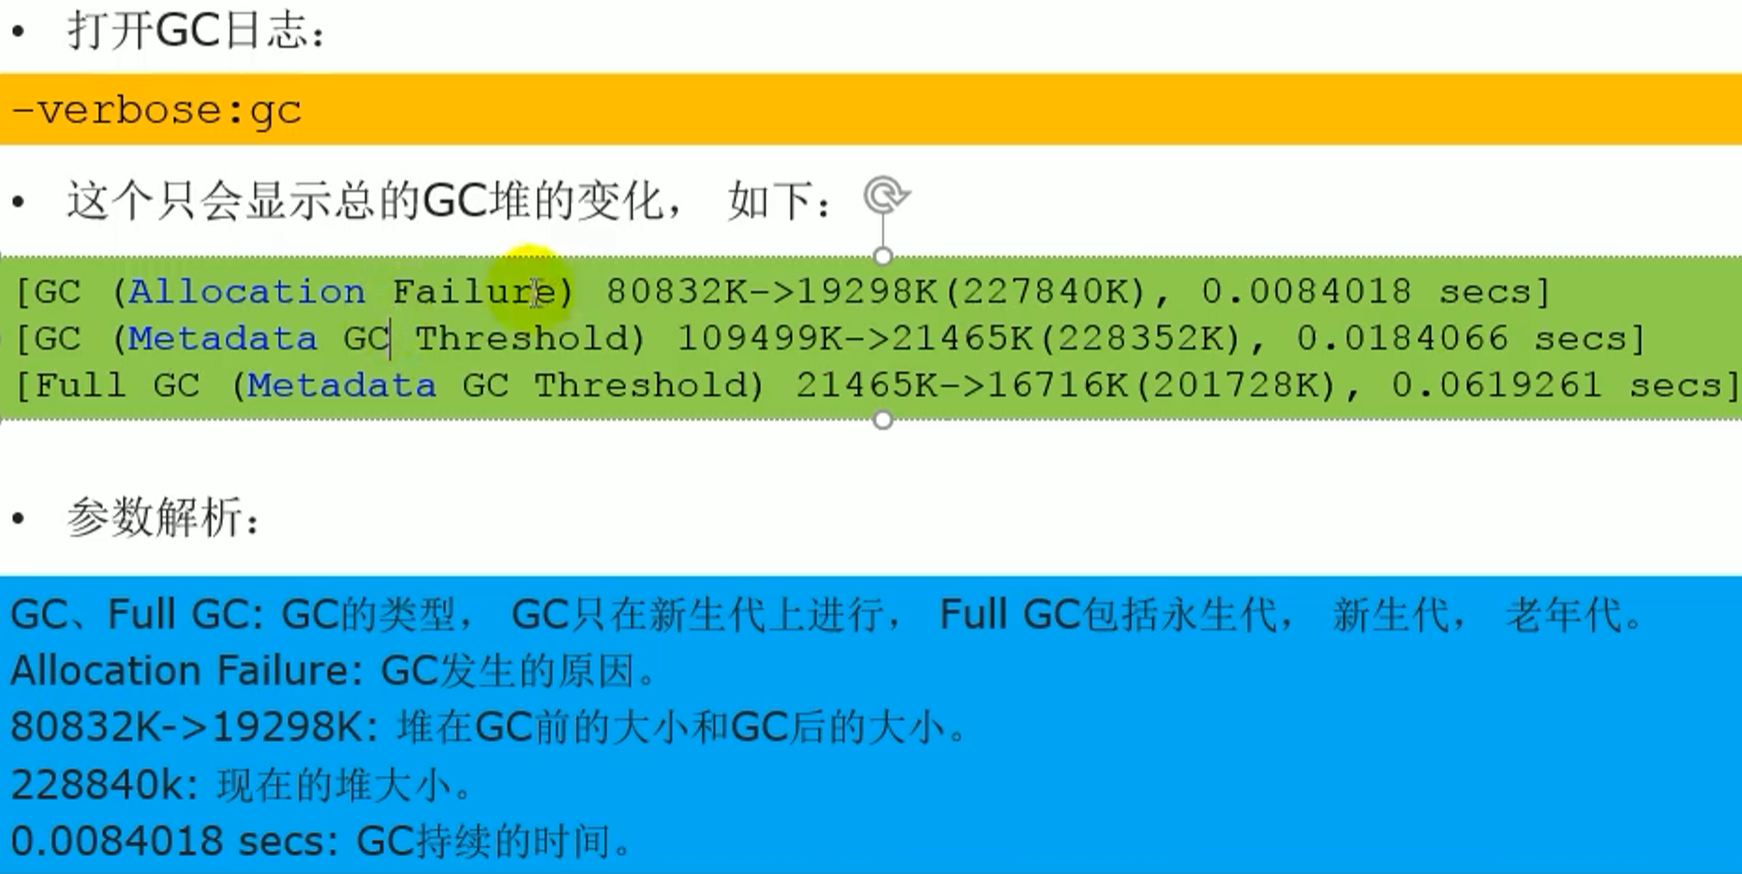 • 打开GC日志：
-verbose:gc
• 这个只会显示总的GC堆的变化， 如下：
[GC (Allocation Failure) 80832K->19298K(227840K), 0.0084018 secs]
[GC (Metadata GC Threshold) 109499K->21465K(228352K), 0.0184066 secs]
[Full GC (Metadata GC Threshold) 21465K->16716K(201728K), 0.0619261 secs]
• 参数解析：
GC、Full GC: GC的类型， GC只在新生代上进行， Full GC包括永生代， 新生代， 老年代。
Allocation Failure: GC发生的原因。
80832K->19298K: 堆在GC前的大小和GC后的大小。
228840k: 现在的堆大小。
0.0084018 secs: GC持续的时间。